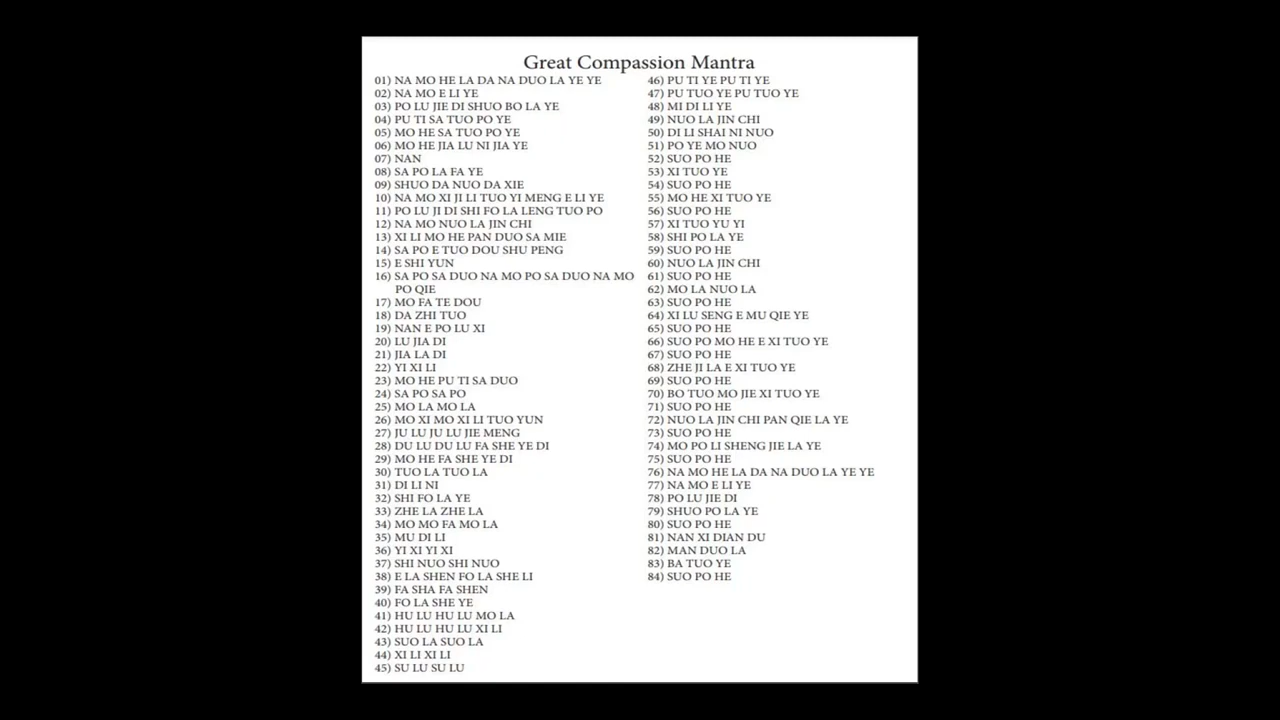 Great Compassion Mantra
01) NA MO HE LA DA NA DUO LA YE YE
02) NA MO E LI YE
03) PO LU JIE DI SHUO BO LA YE
04) PU TI SA TUO PO YE
05) MO HE SA TUO PO YE
06) MO HE JIA LU NI JIA YE
07) NAN
08) SA PO LA FA YE
09) SHUO DA NUO DA XIE
10) NA MO XI JI LI TUO YI MENG E LI YE
11) PO LU JI DI SHI FO LA LENG TUO PO
12) NA MO NUO LA JIN CHI
13) XI LI MO HE PAN DUO SA MIE
14) SA PO E TUO DOU SHU PENG
15) E SHI YUN
16) SA PO SA DUO NA MO PO SA DUO NA MO
PO QIE
17) MO FA TE DOU
18) DA ZHI TUO
19) NAN E PO LU XI
20) LU JIA DI
21) JIA LA DI
22) YI XI LI
23) MO HE PU TI SA DUO
24) SA PO SA PO
25) MO LA MO LA
26) MO XI MO XI LI TUO YUN
27) JU LU JU LU JIE MENG
28) DU LU DU LU FA SHE YE DI
29) MO HE FA SHE YE DI
30) TUO LA TUO LA
31) DI LI NI
32) SHI FO LA YE
33) ZHE LA ZHE LA
34) MO MO FA MO LA
35) MU DI LI
36) YI XI YI XI
37) SHI NUO SHI NUO
38) E LA SHEN FO LA SHE LI
39) FA SHA FA SHEN
40) FO LA SHE YE
41) HU LU HU LU MO LA
42) HU LU HU LU XI LI
43) SUO LA SUO LA
44) XI LI XI LI
45) SU LU SU LU
46) PU TI YE PU TI YE
47) PU TUO YE PU TUO YE
48) MI DI LI YE
49) NUO LA JIN CHI
50) DI LI SHAI NI NUO
51) PO YE MO NUO
52) SUO PO HE
53) XI TUO YE
54) SUO PO HE
55) MO HE XI TUO YE
56) SUO PO HE
57) XI TUO YU YI
58) SHI PO LA YE
59) SUO PO HE
60) NUO LA JIN CHI
61) SUO PO HE
62) MO LA NUO LA
63) SUO PO HE
64) XI LU SENG E MU QIE YE
65) SUO PO HE
66) SUO PO MO HE E XI TUO YE
67) SUO PO HE
68) ZHE JI LA E XI TUO YE
69) SUO PO HE
70) BO TUO MO JIE XI TUO YE
71) SUO PO HE
72) NUO LA JIN CHI PAN QIE LA YE
73) SUO PO HE
74) MO PO LI SHENG JIE LA YE
75) SUO PO HE
76) NA MO HE LA DA NA DUO LA YE YE
77) NA MO E LI YE
78) PO LU JIE DI
79) SHUO PO LA YE
80) SUO PO HE
81) NAN XI DIAN DU
82) MAN DUO LA
83) BA TUO YE
84) SUO PO HE